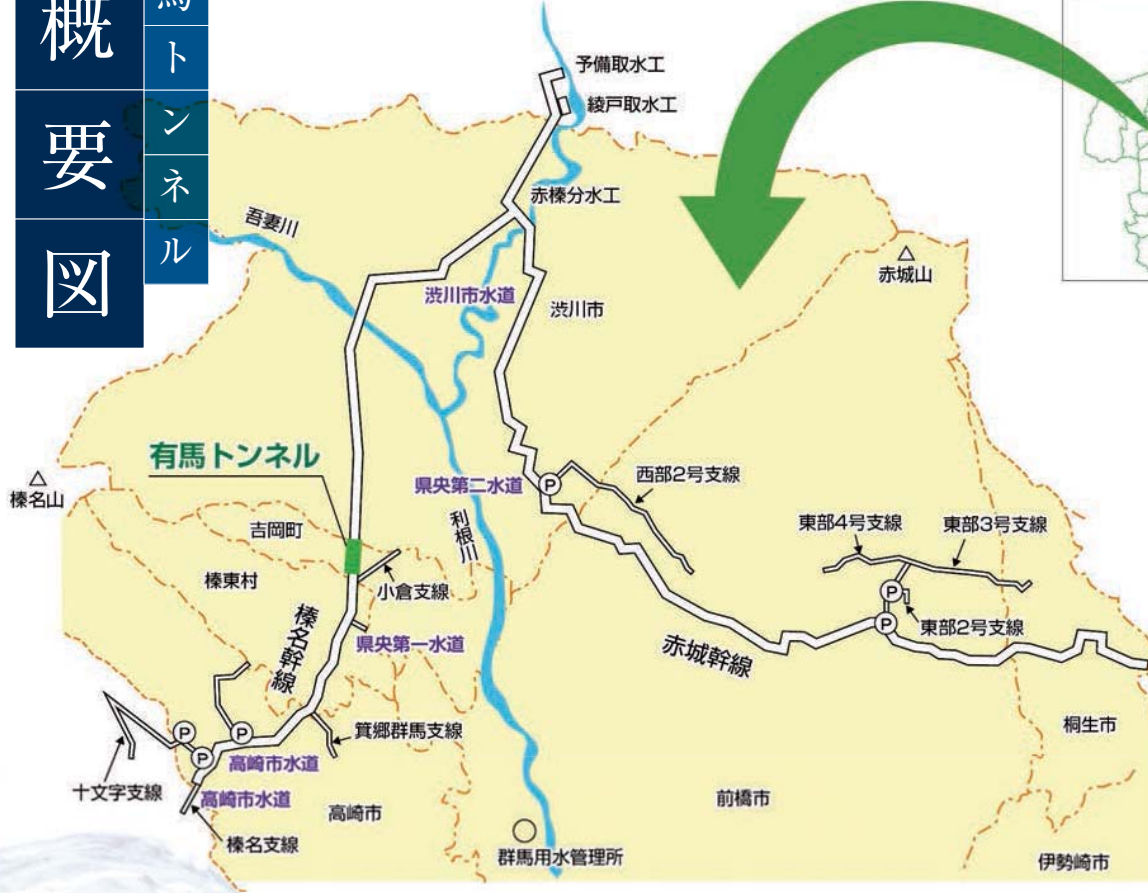 概要図
馬トンネル
予備取水工
綾戸取水工
赤榛分水工
吾妻川
赤城山
渋川市水道
渋川市
有馬トンネル
榛名山
県央第二水道
P
西部2号支線
利根川
東部4号支線
東部3号支線
吉岡町
榛東村
小倉支線
P
東部2号支線
P
榛名幹線
県央第一水道
赤城幹線
桐生市
P
P
箕郷群馬支線
P
高崎市水道
十文字支線
高崎市水道
高崎市
前橋市
榛名支線
群馬用水管理所
伊勢崎市